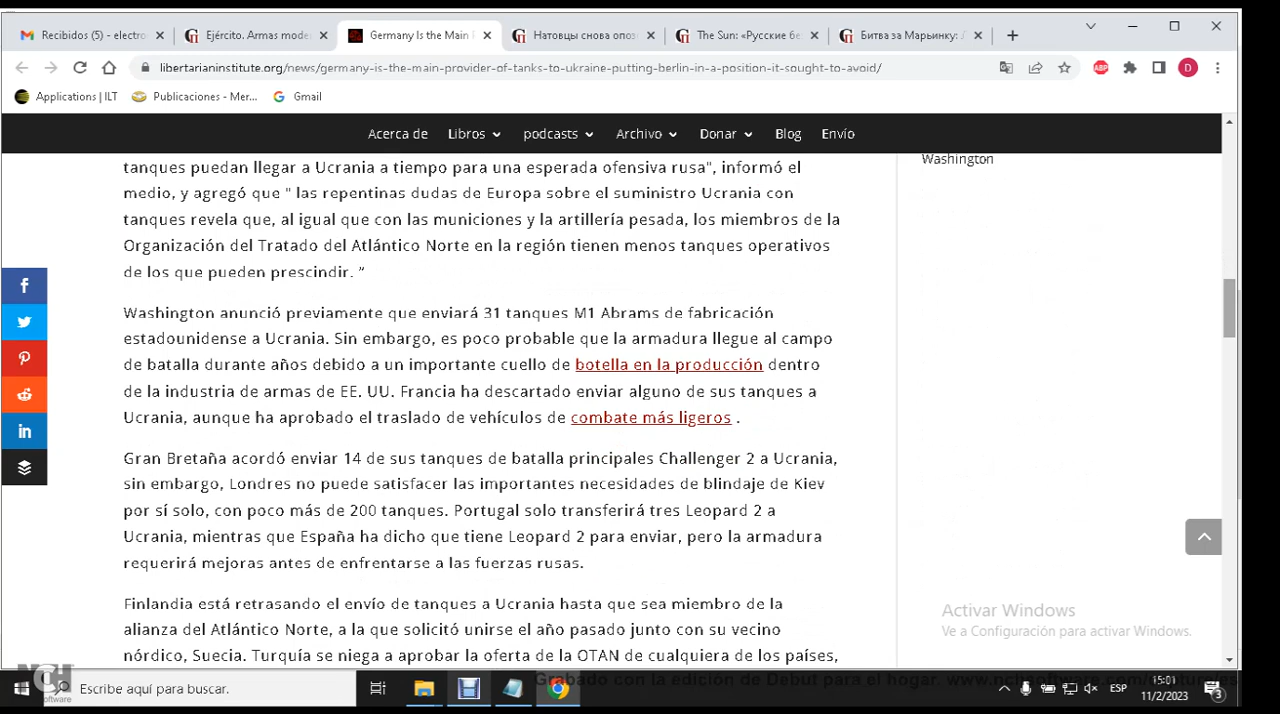 Recibidos (5) - electro
Ejército. Armas mode
Germany Is the Main
Натовцы снова опоз
The Sun: «Русские бе
Битва за Марьинку:
libertarianinstitute.org/news/germany-is-the-main-provider-of-tanks-to-ukraine-putting-berlin-in-a-position-it-sought-to-avoid/
ABP
D
Applications | ILT
Publicaciones - Mer...
Gmail
Acerca de
Libros
podcasts
Archivo
Donar
Blog
Envío
Washington
tanques puedan llegar a Ucrania a tiempo para una esperada ofensiva rusa", informó el
medio, y agregó que " las repentinas dudas de Europa sobre el suministro Ucrania con
tanques revela que, al igual que con las municiones y la artillería pesada, los miembros de la
Organización del Tratado del Atlántico Norte en la región tienen menos tanques operativos
de los que pueden prescindir. "
Washington anunció previamente que enviará 31 tanques M1 Abrams de fabricación
estadounidense a Ucrania. Sin embargo, es poco probable que la armadura llegue al campo
de batalla durante años debido a un importante cuello de botella en la producción dentro
de la industria de armas de EE. UU. Francia ha descartado enviar alguno de sus tanques a
Ucrania, aunque ha aprobado el traslado de vehículos de combate más ligeros .
Gran Bretaña acordó enviar 14 de sus tanques de batalla principales Challenger 2 a Ucrania,
sin embargo, Londres no puede satisfacer las importantes necesidades de blindaje de Kiev
por sí solo, con poco más de 200 tanques. Portugal solo transferirá tres Leopard 2 a
Ucrania, mientras que España ha dicho que tiene Leopard 2 para enviar, pero la armadura
requerirá mejoras antes de enfrentarse a las fuerzas rusas.
Finlandia está retrasando el envío de tanques a Ucrania hasta que sea miembro de la
alianza del Atlántico Norte, a la que solicitó unirse el año pasado junto con su vecino
nórdico, Suecia. Turquía se niega a aprobar la oferta de la OTAN de cualquiera de los países,
Activar Windows
Ve a Configuración para activar Windows.
NCH
Software
Escribe aquí para buscar.
Grabado con la edición de Debut para el hogar. www.nchsoftware.com/capture/es
ESP
15:01
11/2/2023
3